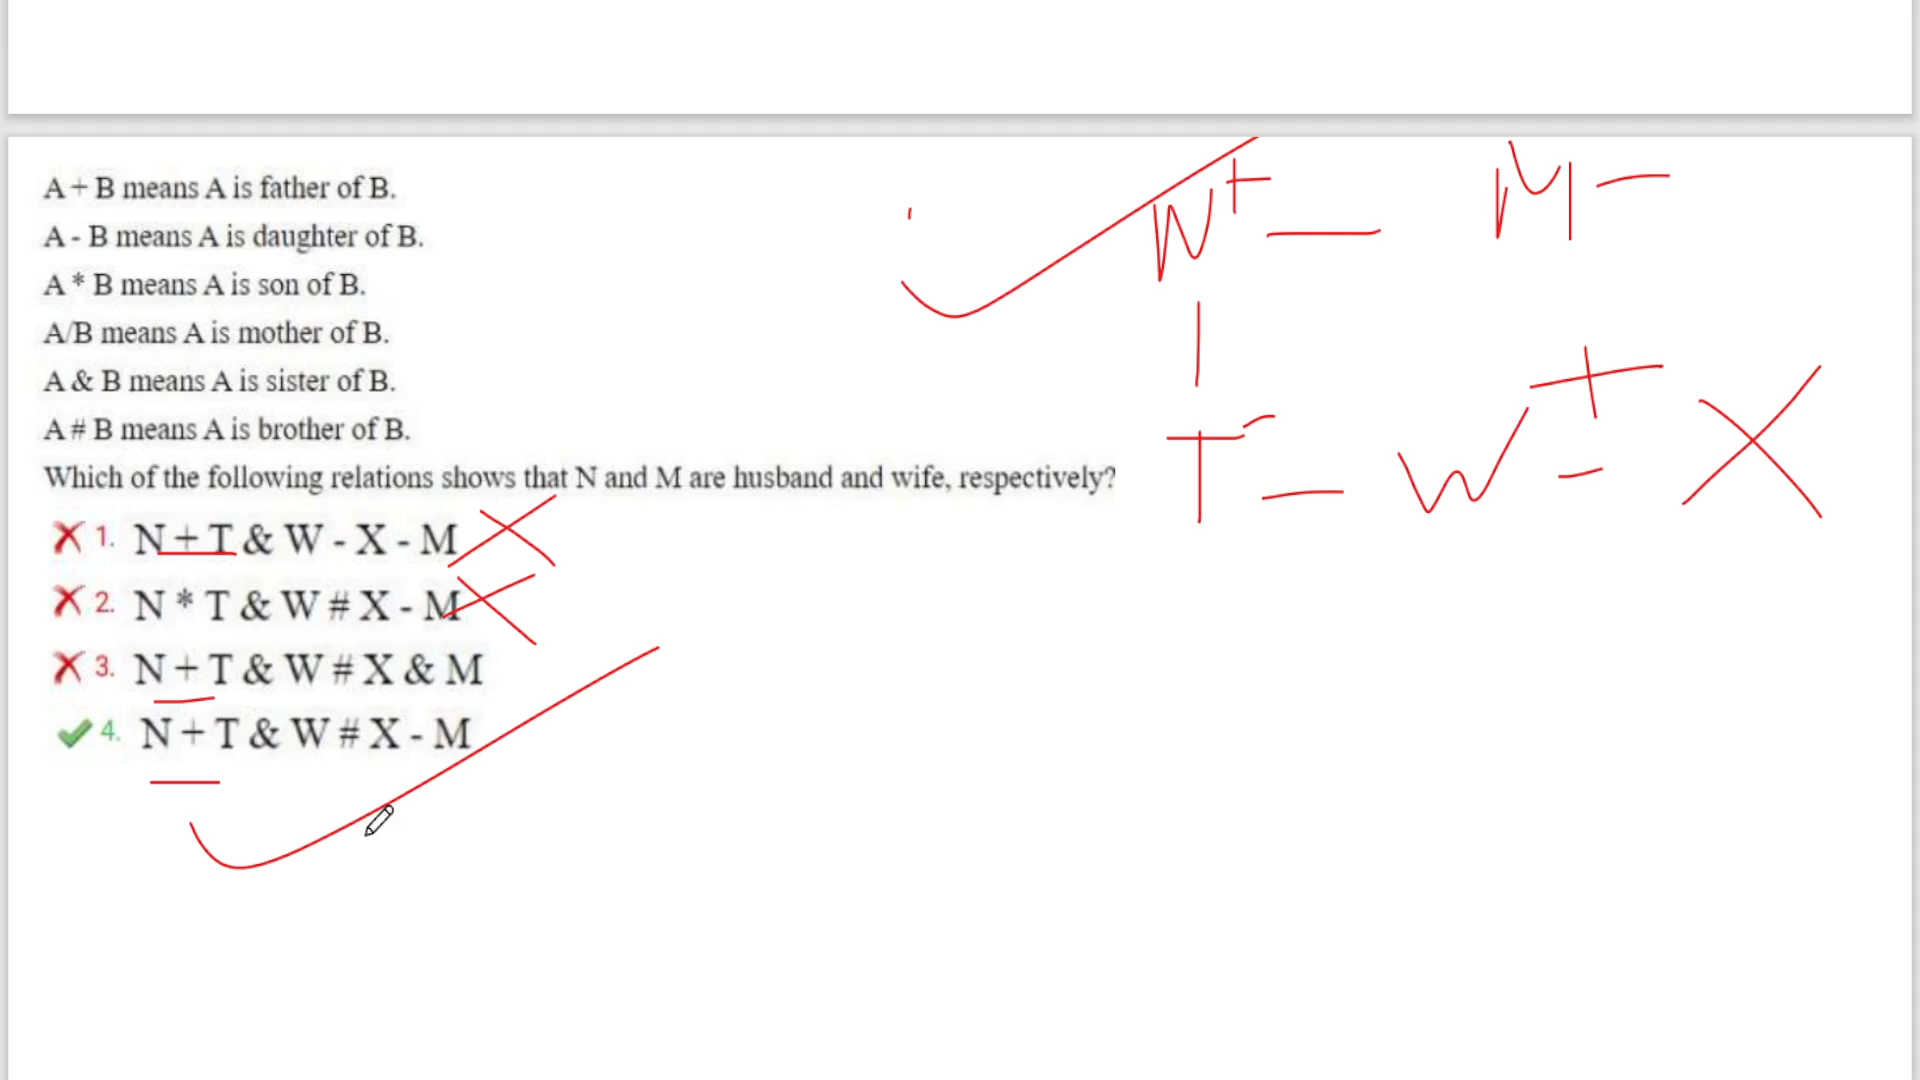 A + B means A is father of B.
A - B means A is daughter of B.
A * B means A is son of B.
A/B means A is mother of B.
A & B means A is sister of B.
A # B means A is brother of B.
Which of the following relations shows that N and M are husband and wife, respectively?
1. N + T & W - X - M
2. N * T & W # X - M
3. N + T & W # X & M
4. N + T & W # X - M
N + — M -
T - — W + - X